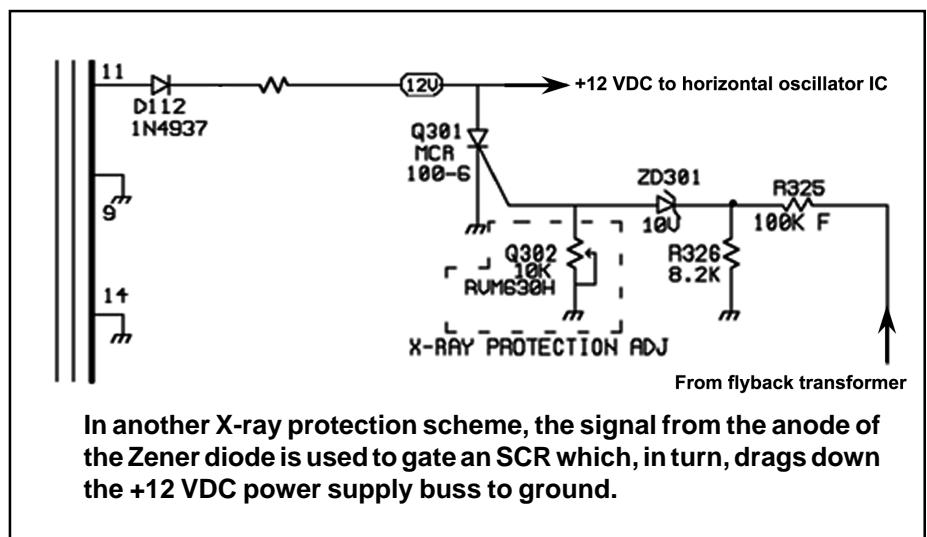 11
D112
1N4937
12V
+12 VDC to horizontal oscillator IC
Q301
MCR
100-6
9
ZD301
10V
R325
100K F
R326
8.2K
Q302
10K
RVM630H
14
X-RAY PROTECTION ADJ
From flyback transformer
In another X-ray protection scheme, the signal from the anode of
the Zener diode is used to gate an SCR which, in turn, drags down
the +12 VDC power supply buss to ground.